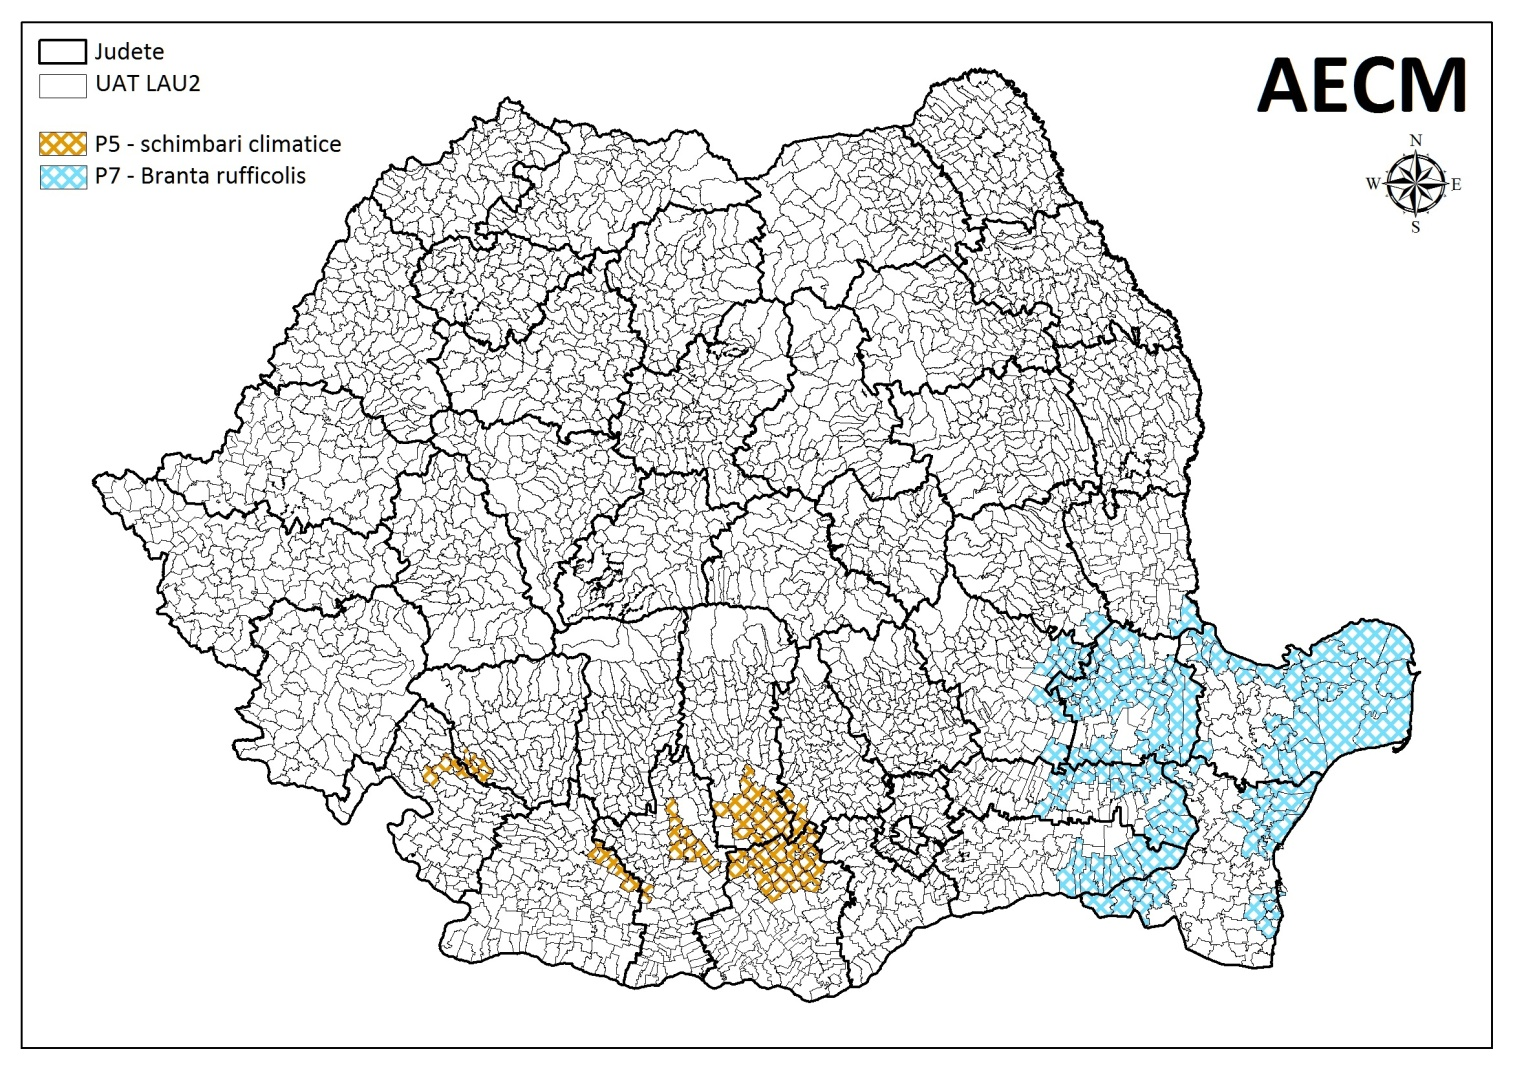 Judete
UAT LAU2
P5 - schimbari climatice
P7 - Branta rufficolis
AECM
N
W E
S